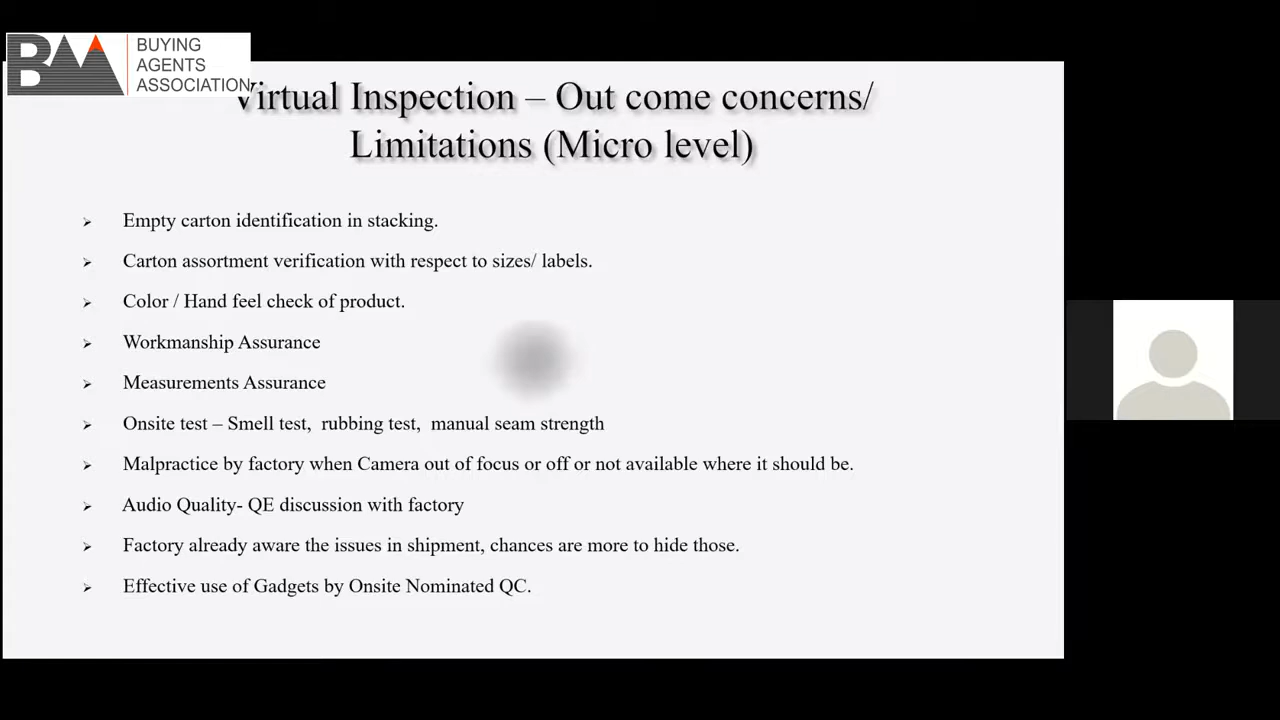 BMA
BUYING
AGENTS
ASSOCIATION
Virtual Inspection – Out come concerns/
Limitations (Micro level)
Empty carton identification in stacking.
Carton assortment verification with respect to sizes/ labels.
Color / Hand feel check of product.
Workmanship Assurance
Measurements Assurance
Onsite test – Smell test, rubbing test, manual seam strength
Malpractice by factory when Camera out of focus or off or not available where it should be.
Audio Quality- QE discussion with factory
Factory already aware the issues in shipment, chances are more to hide those.
Effective use of Gadgets by Onsite Nominated QC.